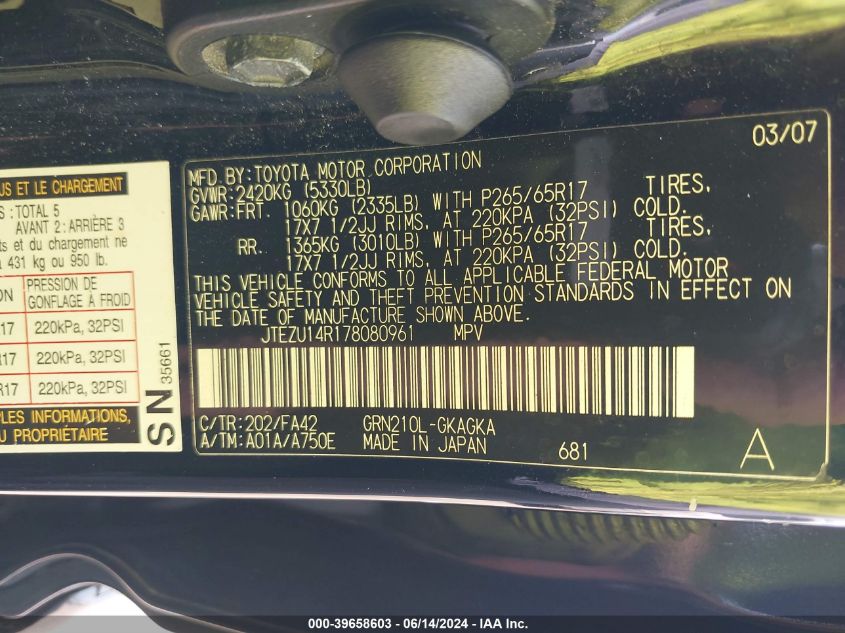 03/07
MFD.BY:TOYOTA MOTOR CORPORATION
GVWR:2420KG (5330LB)
GAWR:FRT. 1060KG (2335LB) WITH P265/65R17 TIRES,
17X7 1/2JJ RIMS, AT 220KPA (32PSI) COLD.
RR.. 1365KG (3010LB) WITH P265/65R17 TIRES,
17X7 1/2JJ RIMS, AT 220KPA (32PSI) COLD.
THIS VEHICLE CONFORMS TO ALL APPLICABLE FEDERAL MOTOR
VEHICLE SAFETY AND THEFT PREVENTION STANDARDS IN EFFECT ON
THE DATE OF MANUFACTURE SHOWN ABOVE.
JTEZU14R178080961 MPV
C/TR:202/FA42 GRN210L-GKAGKA
A/TM:A01A/A750E MADE IN JAPAN 681
A
ET LE CHARGEMENT
: TOTAL 5
AVANT 2: ARRIÈRE 3
et du chargement ne
431 kg ou 950 lb.
PRESSION DE
GONFLAGE À FROID
220kPa, 32PSI
220kPa, 32PSI
R17 220kPa, 32PSI
LES INFORMATIONS,
DU PROPRIÉTAIRE
SN 35661
000-39658603 - 06/14/2024 - IAA Inc.